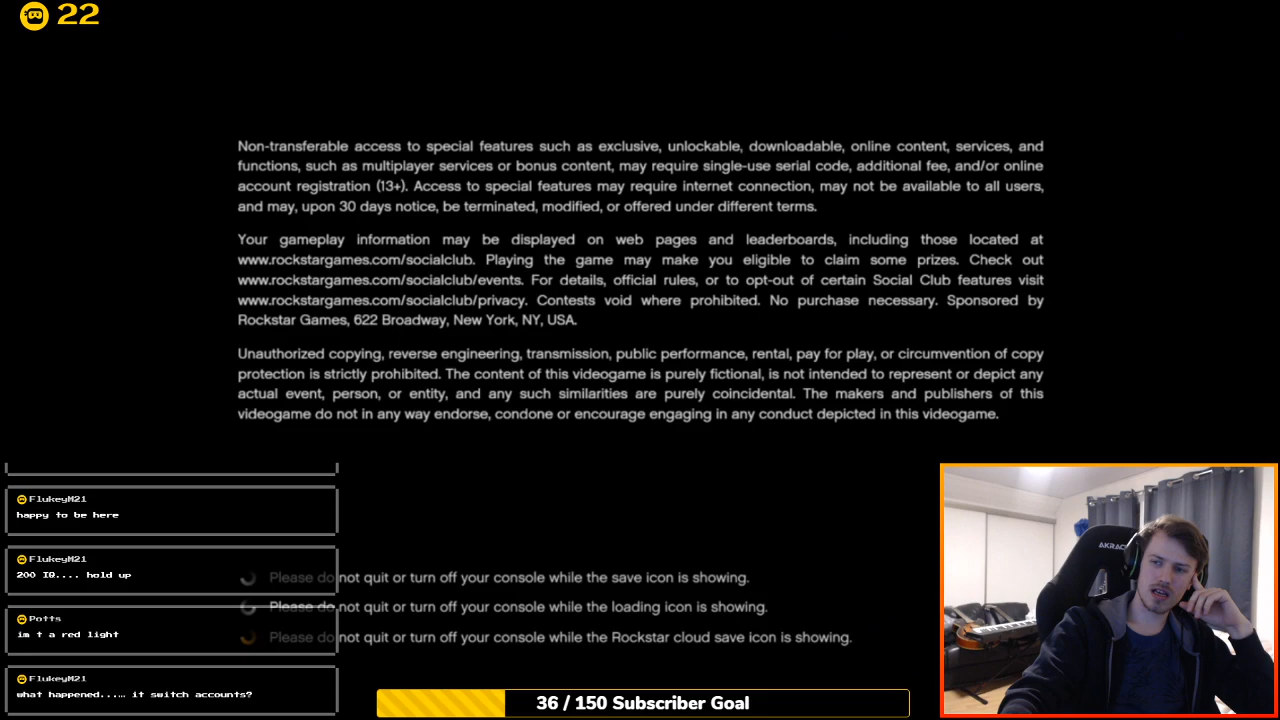 22
Non-transferable access to special features such as exclusive, unlockable, downloadable, online content, services, and
functions, such as multiplayer services or bonus content, may require single-use serial code, additional fee, and/or online
account registration (13+). Access to special features may require internet connection, may not be available to all users,
and may, upon 30 days notice, be terminated, modified, or offered under different terms.
Your gameplay information may be displayed on web pages and leaderboards, including those located at
www.rockstargames.com/socialclub. Playing the game may make you eligible to claim some prizes. Check out
www.rockstargames.com/socialclub/events. For details, official rules, or to opt-out of certain Social Club features visit
www.rockstargames.com/socialclub/privacy. Contests void where prohibited. No purchase necessary. Sponsored by
Rockstar Games, 622 Broadway, New York, NY, USA.
Unauthorized copying, reverse engineering, transmission, public performance, rental, pay for play, or circumvention of copy
protection is strictly prohibited. The content of this videogame is purely fictional, is not intended to represent or depict any
actual event, person, or entity, and any such similarities are purely coincidental. The makers and publishers of this
videogame do not in any way endorse, condone or encourage engaging in any conduct depicted in this videogame.
FlukeyM21
happy to be here
FlukeyM21
200 IQ.... hold up
Potts
im t a red light
FlukeyM21
what happened...... it switch accounts?
Please do not quit or turn off your console while the save icon is showing.
Please do not quit or turn off your console while the loading icon is showing.
Please do not quit or turn off your console while the Rockstar cloud save icon is showing.
36 / 150 Subscriber Goal
AKRAC